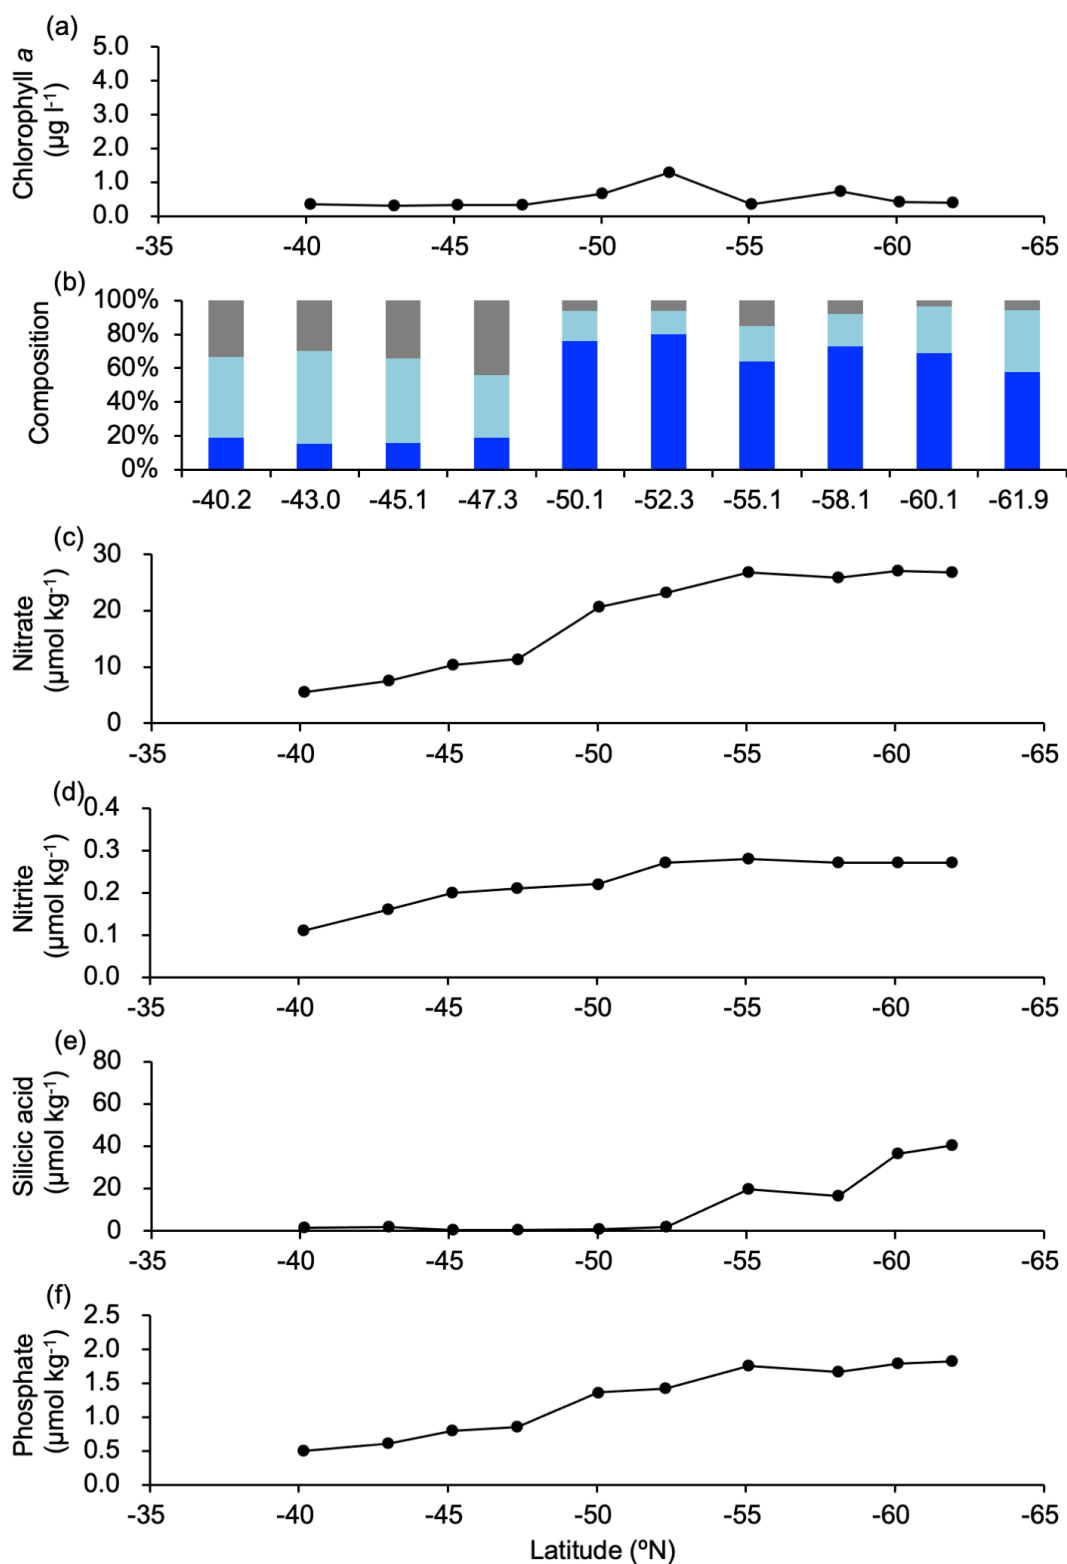 (a)
Chlorophyll a
(µg l-1)
5.0
4.0
3.0
2.0
1.0
0.0
-35 -40 -45 -50 -55 -60 -65
(b)
Composition
100%
80%
60%
40%
20%
0%
-40.2 -43.0 -45.1 -47.3 -50.1 -52.3 -55.1 -58.1 -60.1 -61.9
(c)
Nitrate
(µmol kg-1)
30
20
10
0
-35 -40 -45 -50 -55 -60 -65
(d)
Nitrite
(µmol kg-1)
0.4
0.3
0.2
0.1
0.0
-35 -40 -45 -50 -55 -60 -65
(e)
Silicic acid
(µmol kg-1)
80
60
40
20
0
-35 -40 -45 -50 -55 -60 -65
(f)
Phosphate
(µmol kg-1)
2.5
2.0
1.5
1.0
0.5
0.0
-35 -40 -45 -50 -55 -60 -65
Latitude (ºN)